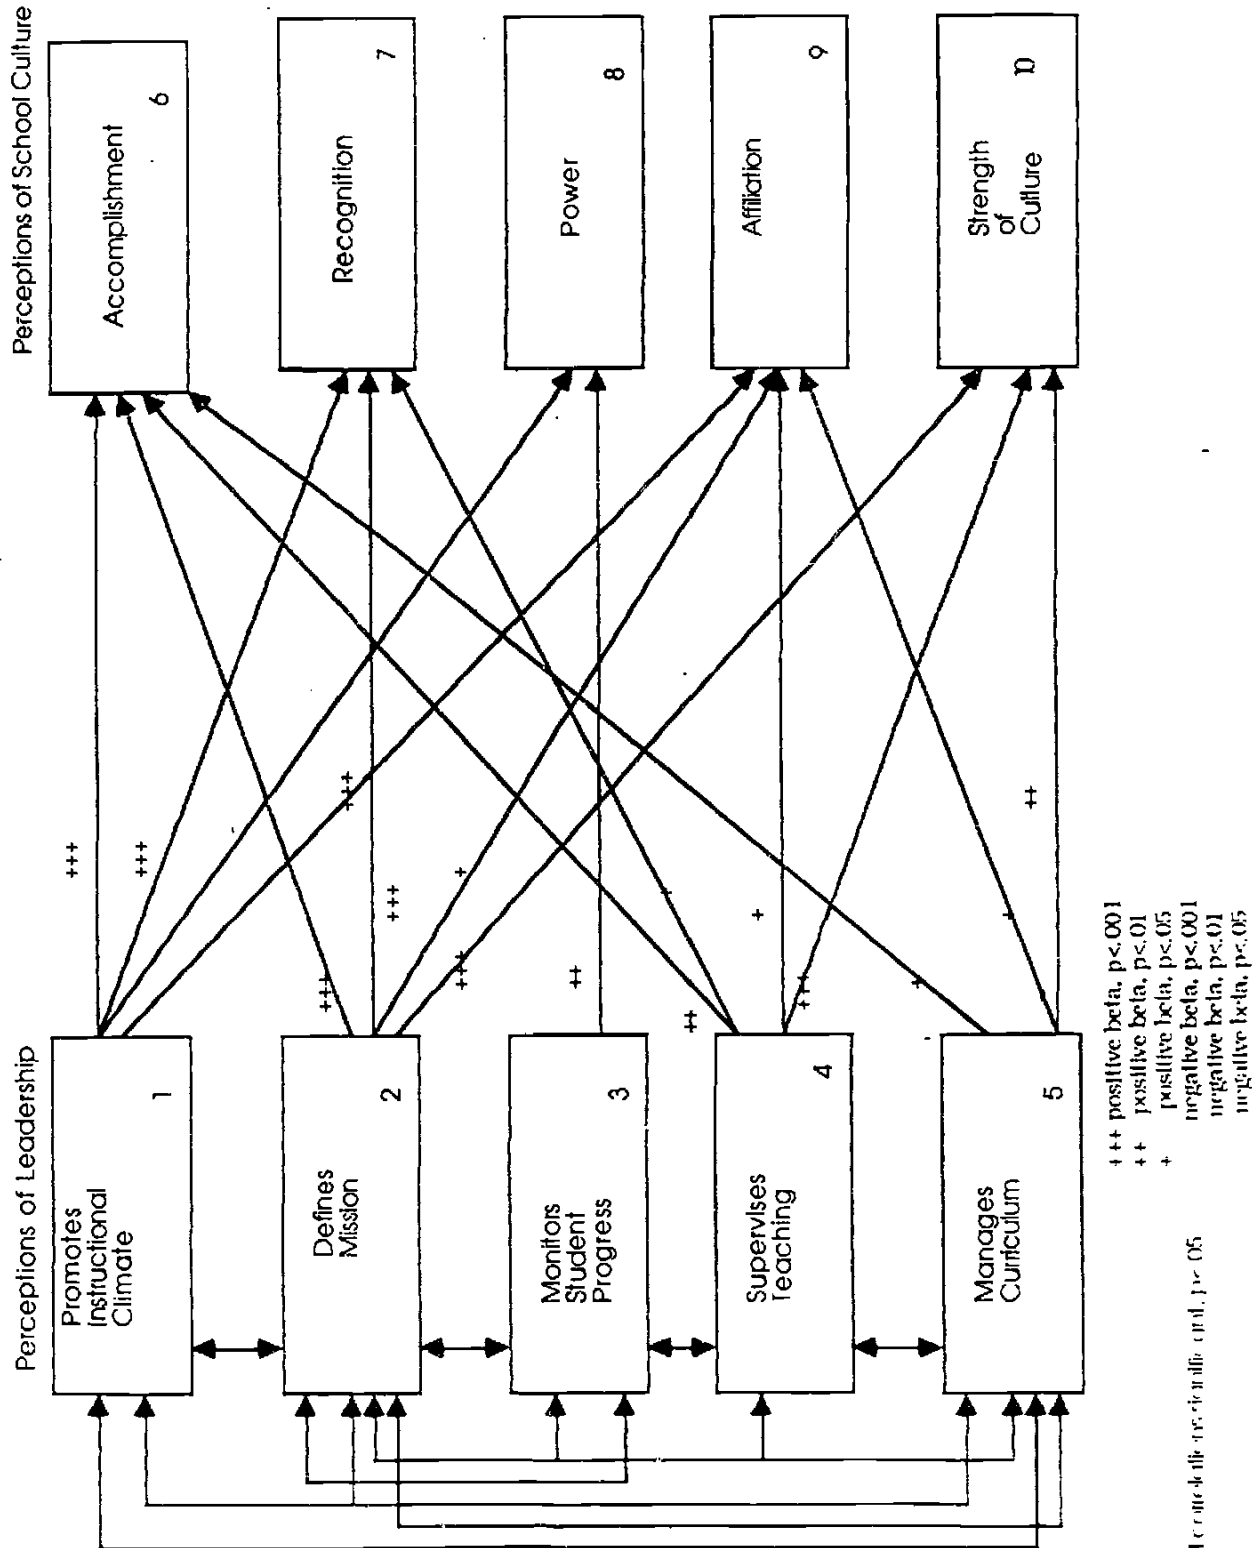 Perceptions of Leadership
Perceptions of School Culture
Promotes
Instructional
Climate
1
Defines
Mission
2
Monitors
Student
Progress
3
Supervises
Teaching
4
Manages
Curriculum
5
Accomplishment
6
Recognition
7
Power
8
Affiliation
9
Strength
of
Culture
10
+++
+++
+++
+++
+++
+
+++
++
++
+
+++
+
+
++
+++ positive beta, p<.001
++ positive beta, p<.01
+ positive beta, p<.05
negative beta, p<.001
negative beta, p<.01
negative beta, p<.05
p< 05